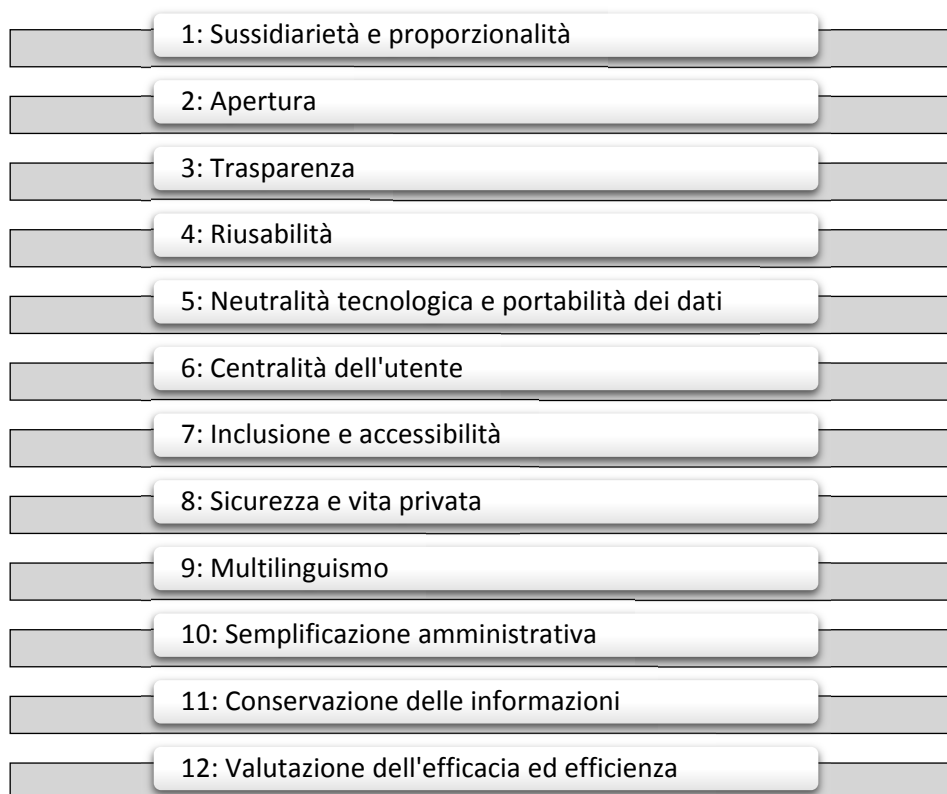 1: Sussidiarietà e proporzionalità
2: Apertura
3: Trasparenza
4: Riusabilità
5: Neutralità tecnologica e portabilità dei dati
6: Centralità dell'utente
7: Inclusione e accessibilità
8: Sicurezza e vita privata
9: Multilinguismo
10: Semplificazione amministrativa
11: Conservazione delle informazioni
12: Valutazione dell'efficacia ed efficienza